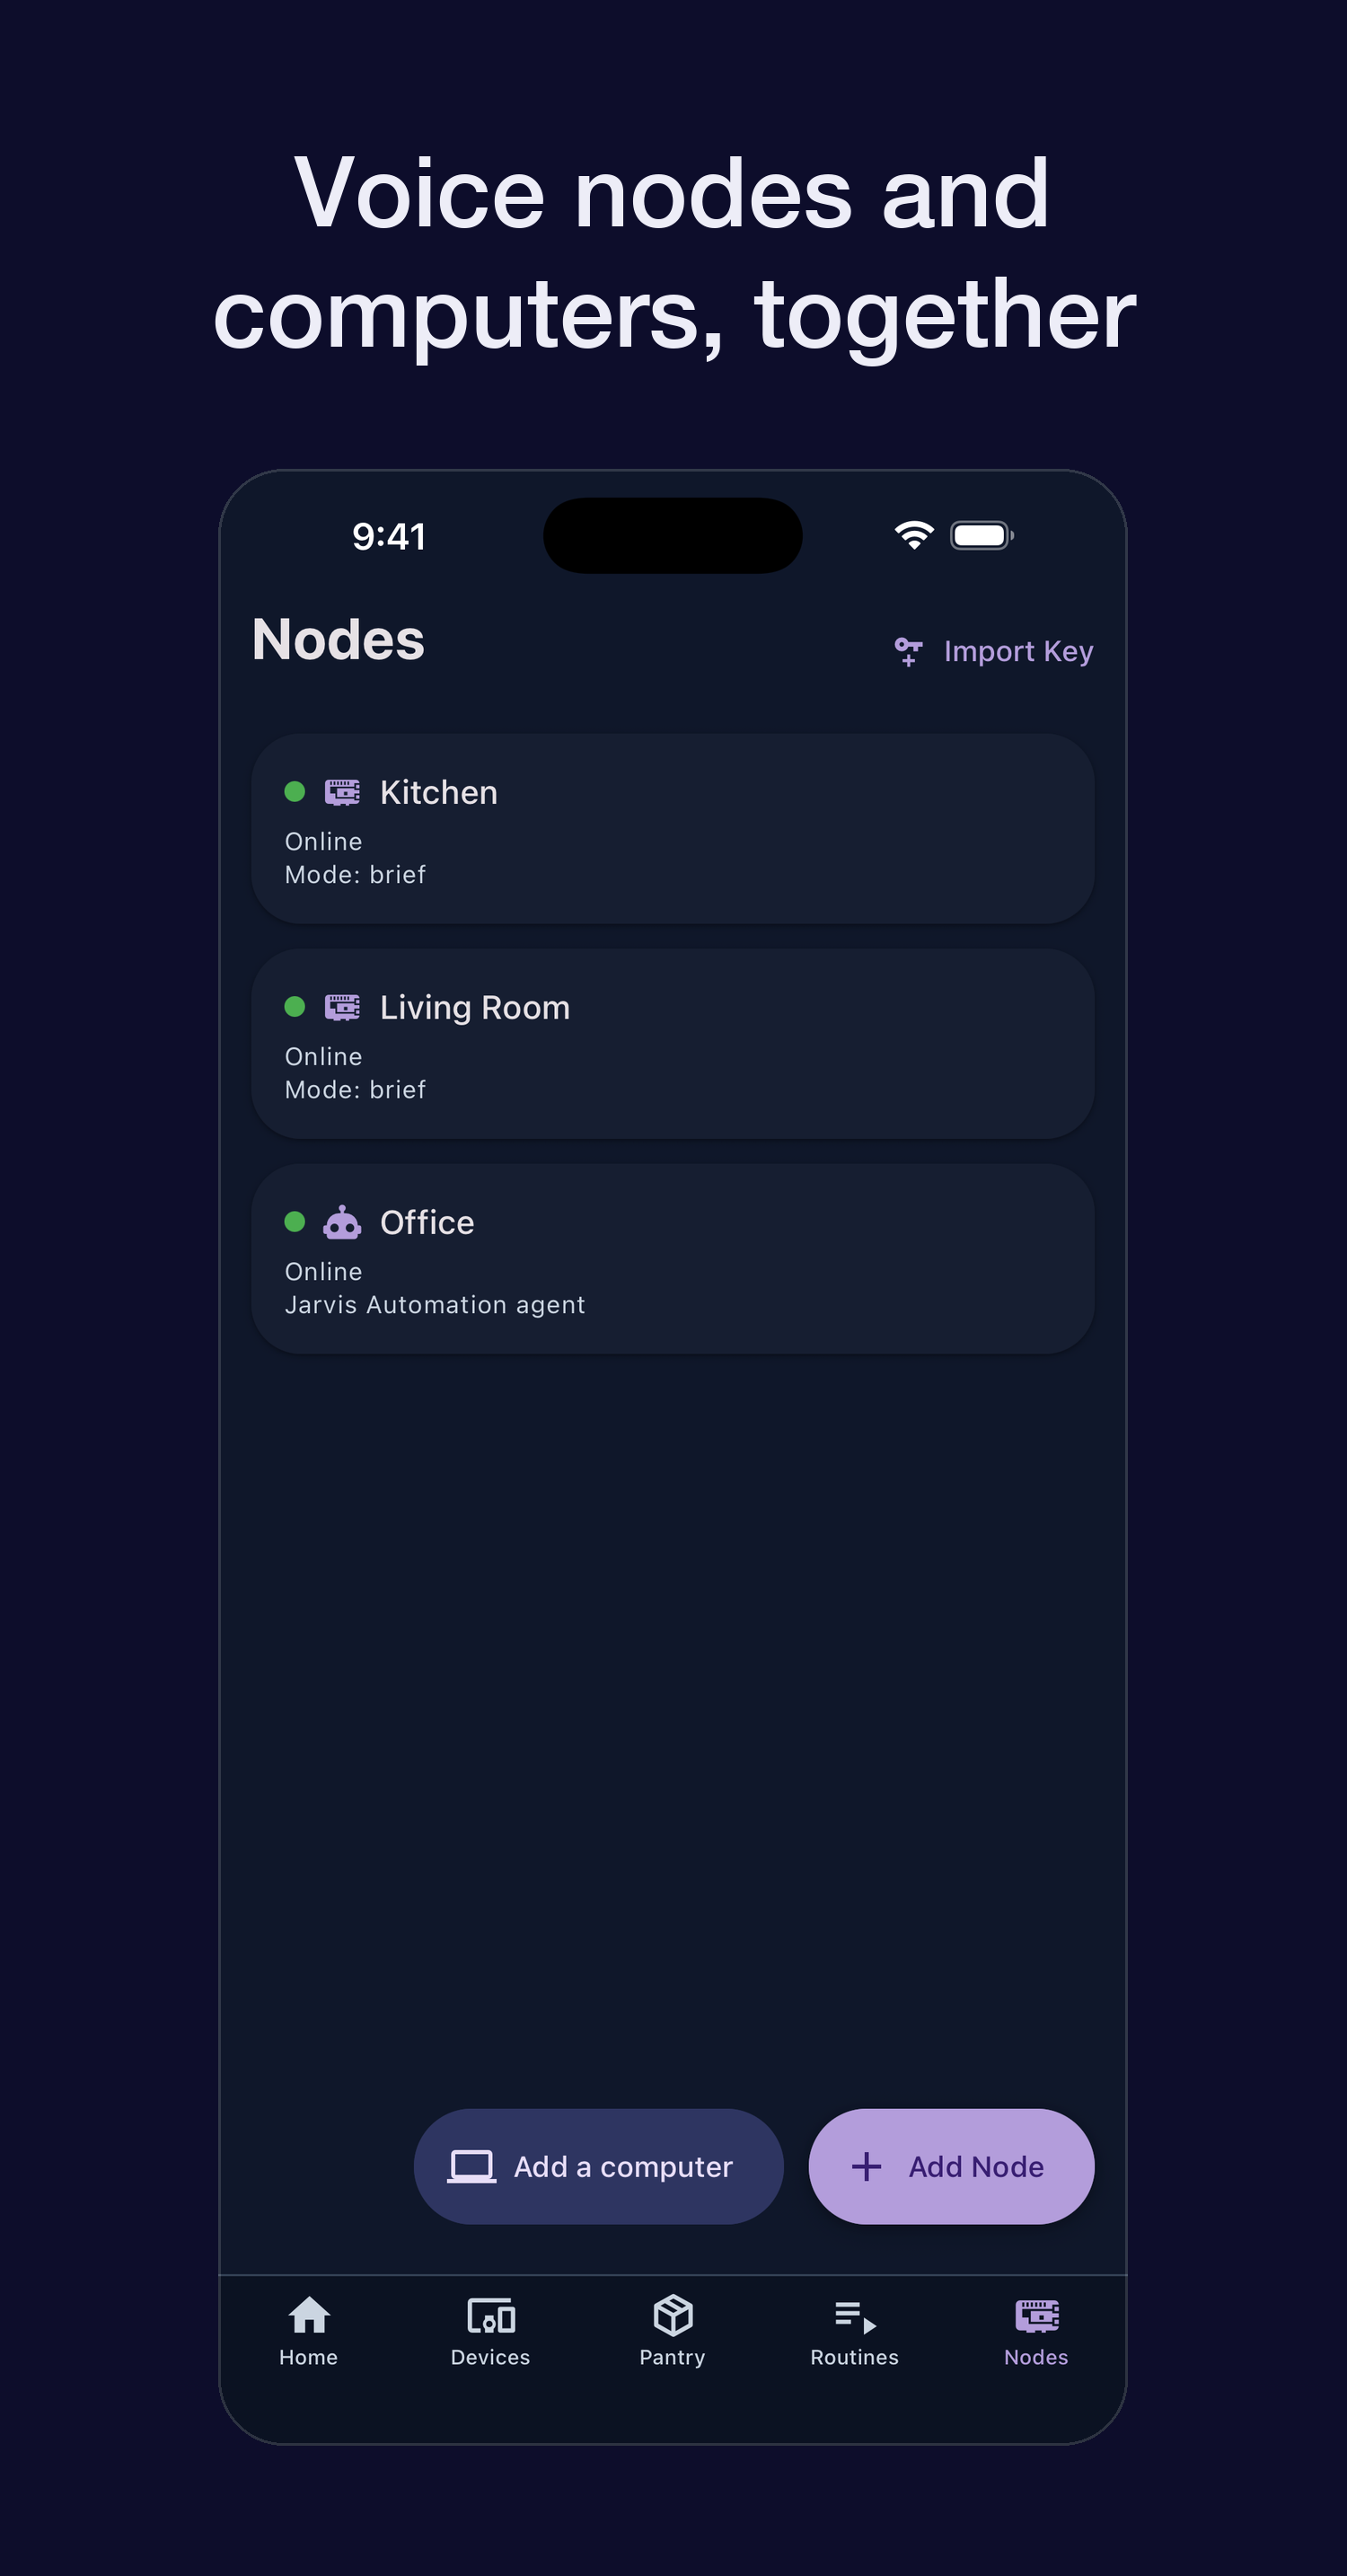 Voice nodes and
computers, together
9:41
Nodes
Import Key
Kitchen
Online
Mode: brief
Living Room
Online
Mode: brief
Office
Online
Jarvis Automation agent
Add a computer
Add Node
Home
Devices
Pantry
Routines
Nodes